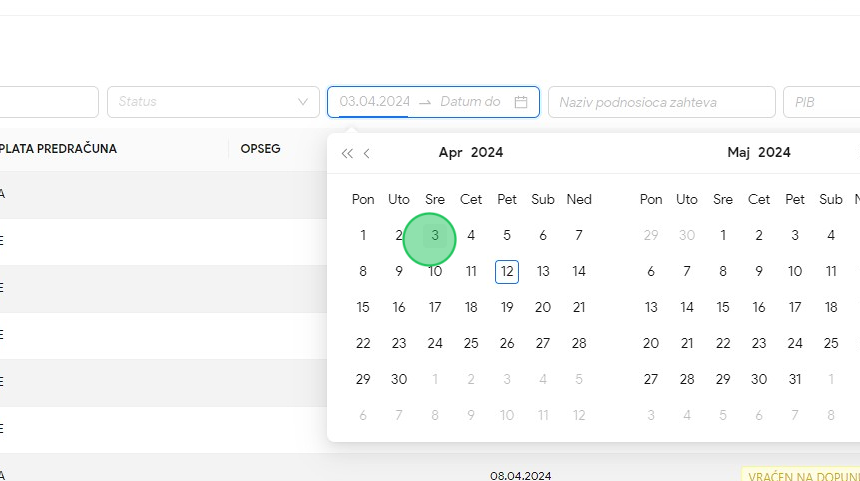 Status 03.04.2024 → Datum do Naziv podnosioca zahteva PIB
PLATA PREDRAČUNA OPSEG
Apr 2024 Maj 2024
Pon Uto Sre Čet Pet Sub Ned Pon Uto Sre Čet Pet Sub N
1 2 3 4 5 6 7 29 30 1 2 3 4
8 9 10 11 12 13 14 6 7 8 9 10 11
15 16 17 18 19 20 21 13 14 15 16 17 18
22 23 24 25 26 27 28 20 21 22 23 24 25
29 30 1 2 3 4 5 27 28 29 30 31 1
6 7 8 9 10 11 12 3 4 5 6 7 8
A
E
E
E
E
E
A 08.04.2024 VRAĆEN NA DOPUN